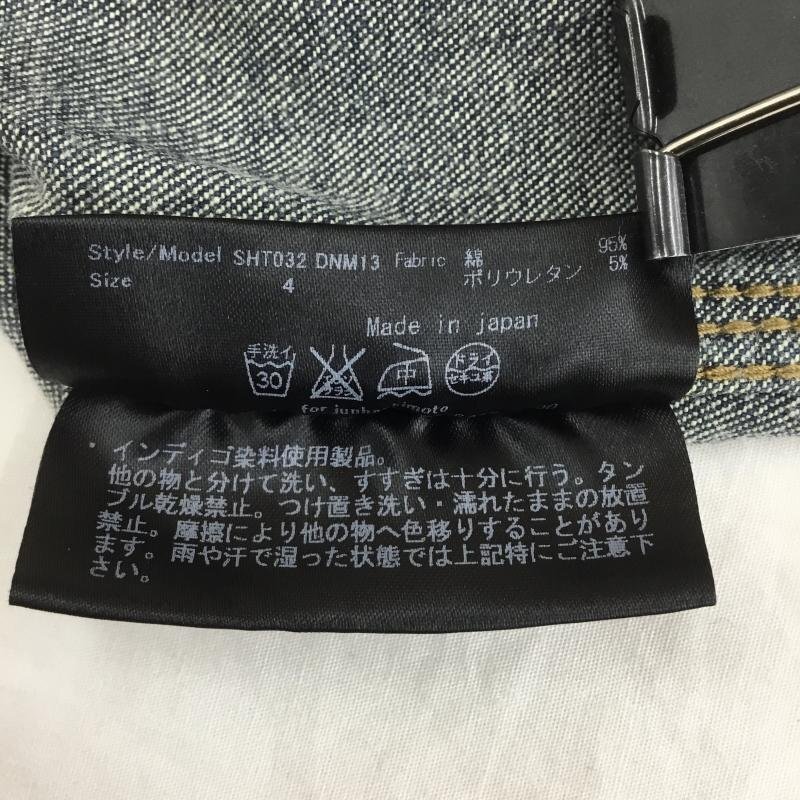 Style/Model SHT032 DNM13 Fabric 綿 95%
Size 4 ポリウレタン 5%
Made in japan
手洗イ 30 中 ドライ セキユ系
for junha
・インディゴ染料使用製品。
他の物と分けて洗い、すすぎは十分に行う。タン
ブル乾燥禁止。つけ置き洗い・濡れたままの放置
禁止。摩擦により他の物へ色移りすることがあり
ます。雨や汗で湿った状態では上記特にご注意下
さい。